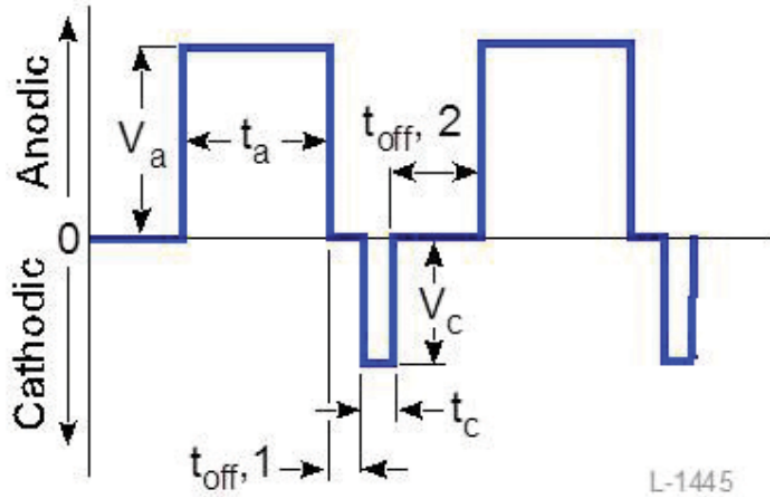 Anodic
Cathodic
0
Va
ta
toff, 2
Vc
tc
toff, 1
L-1445